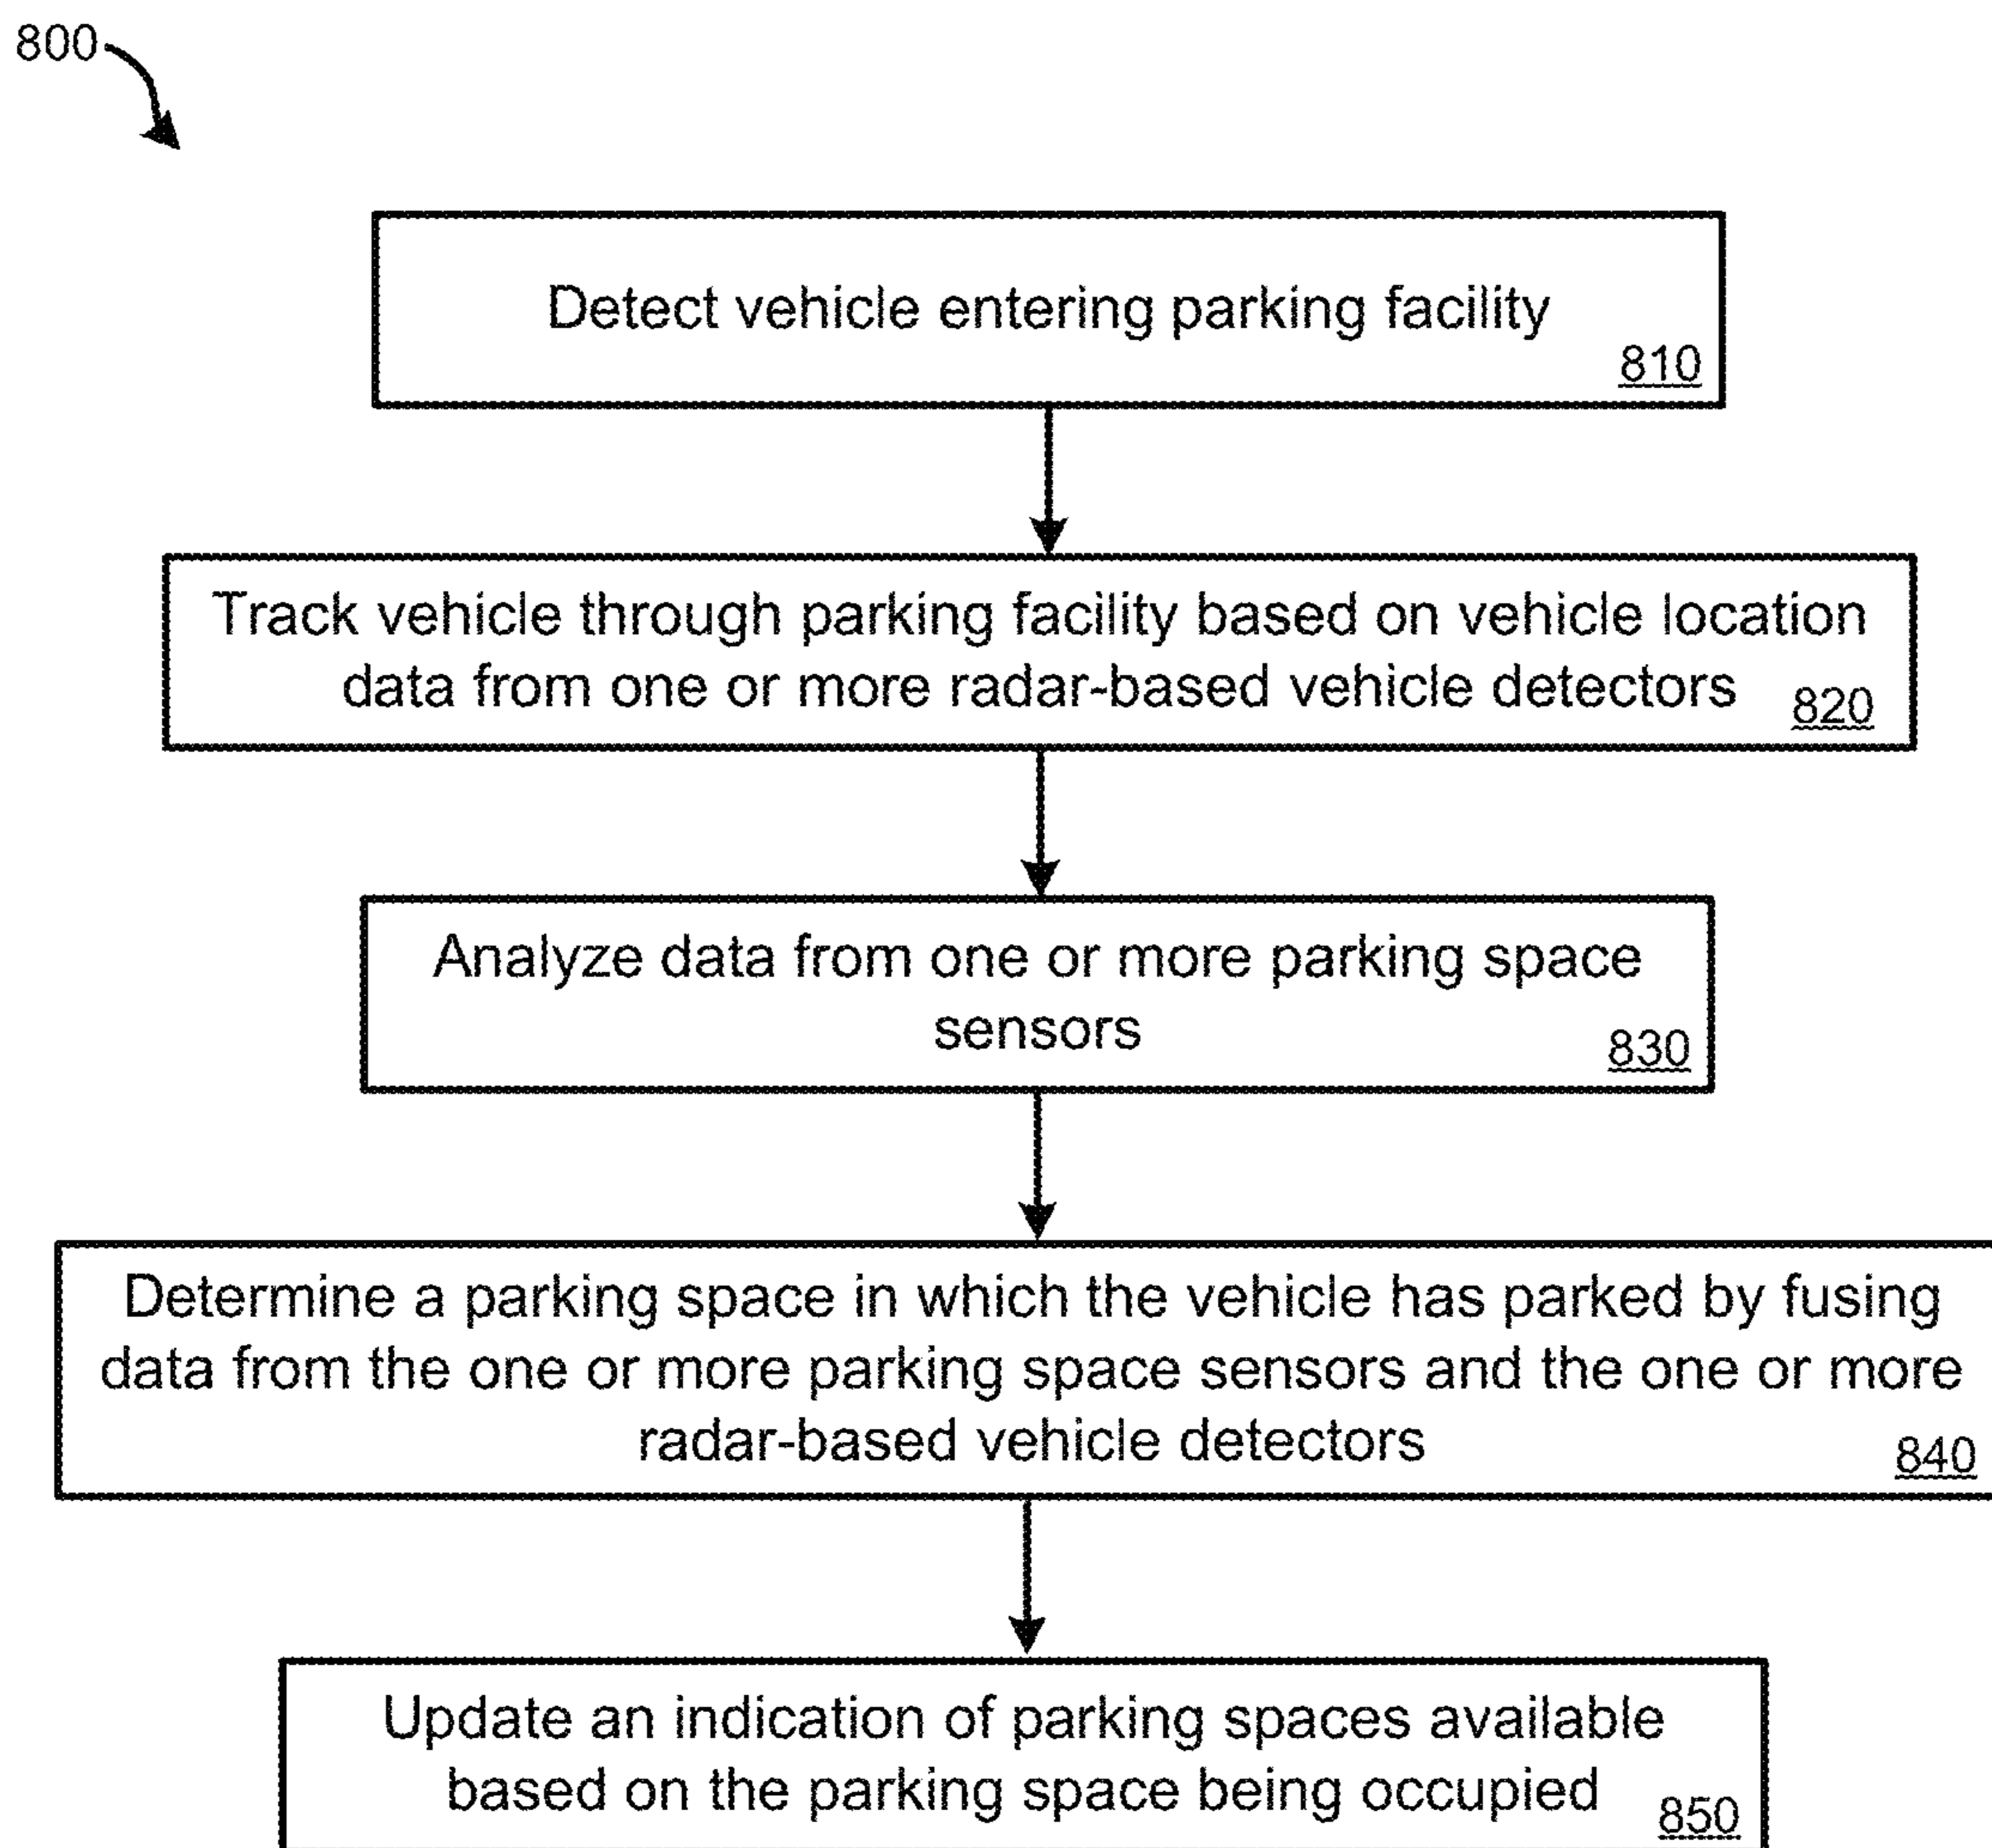 800
Detect vehicle entering parking facility
810
Track vehicle through parking facility based on vehicle location
data from one or more radar-based vehicle detectors
820
Analyze data from one or more parking space
sensors
830
Determine a parking space in which the vehicle has parked by fusing
data from the one or more parking space sensors and the one or more
radar-based vehicle detectors
840
Update an indication of parking spaces available
based on the parking space being occupied
850